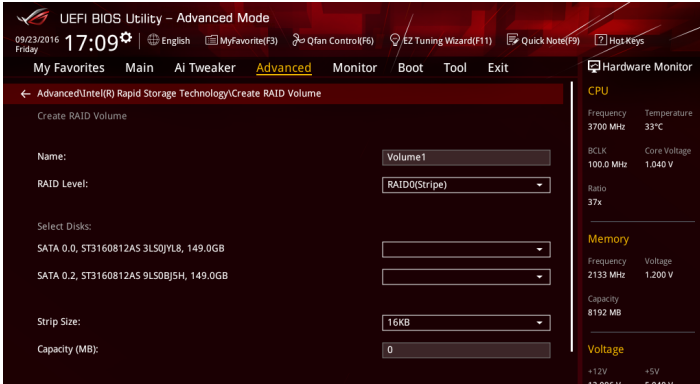 UEFI BIOS Utility – Advanced Mode
09/23/2016 Friday 17:09 English MyFavorite(F3) Qfan Control(F6) EZ Tuning Wizard(F11) Quick Note(F9) Hot Keys
My Favorites Main Ai Tweaker Advanced Monitor Boot Tool Exit
← Advanced\Intel(R) Rapid Storage Technology\Create RAID Volume
Create RAID Volume
Name: Volume1
RAID Level: RAID0(Stripe)
Select Disks:
SATA 0.0, ST3160812AS 3LS0JYL8, 149.0GB
SATA 0.2, ST3160812AS 9LS0BJ5H, 149.0GB
Strip Size: 16KB
Capacity (MB): 0
Hardware Monitor
CPU
Frequency Temperature
3700 MHz 33°C
BCLK Core Voltage
100.0 MHz 1.040 V
Ratio
37x
Memory
Frequency Voltage
2133 MHz 1.200 V
Capacity
8192 MB
Voltage
+12V +5V